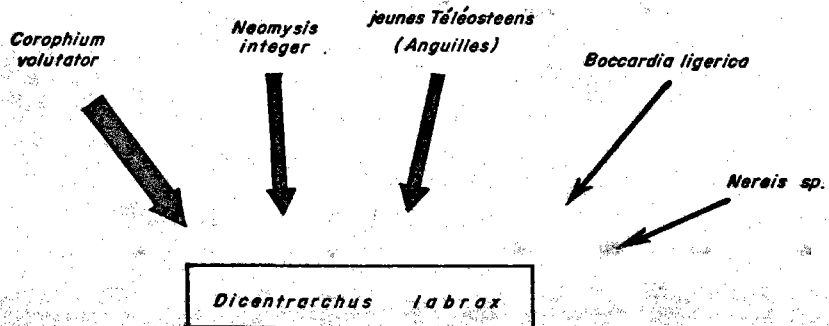 Corophium
volutator
Neomysis
integer
jeunes Téléosteens
(Anguilles)
Boccardia ligerica
Nereis sp.
Dicentrarchus labrax